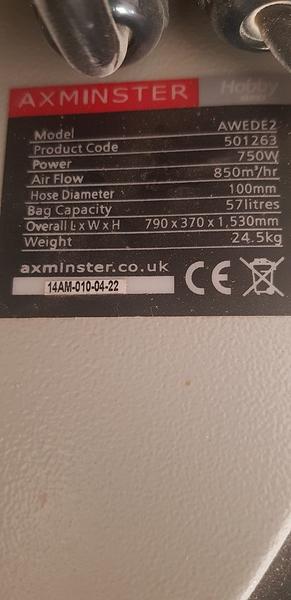 AXMINSTER Hobby
Model AWEDE2
Product Code 501263
Power 750W
Air Flow 850m³/hr
Hose Diameter 100mm
Bag Capacity 57litres
Overall L x W x H 790 x 370 x 1,530mm
Weight 24.5kg
axminster.co.uk
14AM-010-04-22
CE